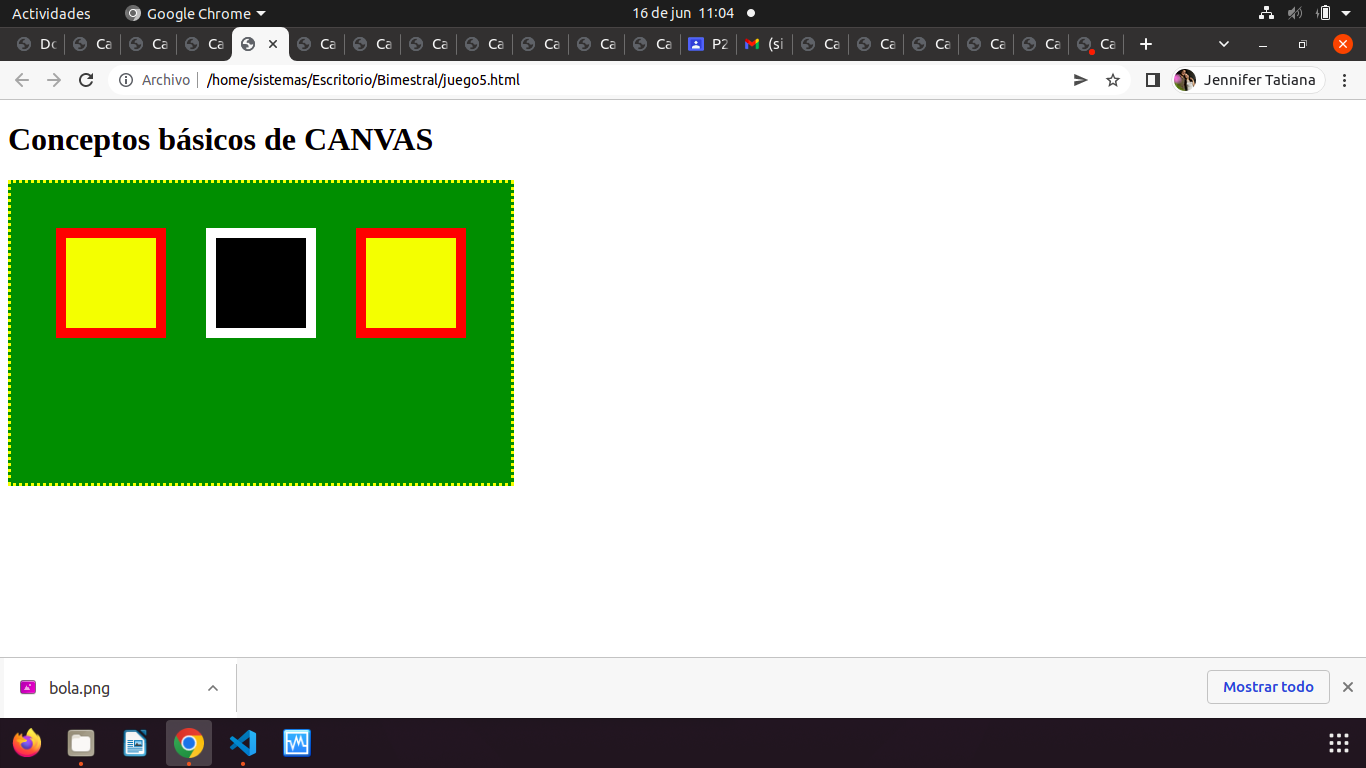 Actividades Google Chrome 16 de jun 11:04
Do Ca Ca Ca Ca Ca Ca Ca Ca Ca Ca P2 (si Ca Ca Ca Ca Ca Ca
Archivo /home/sistemas/Escritorio/Bimestral/juego5.html Jennifer Tatiana
Conceptos básicos de CANVAS
bola.png Mostrar todo